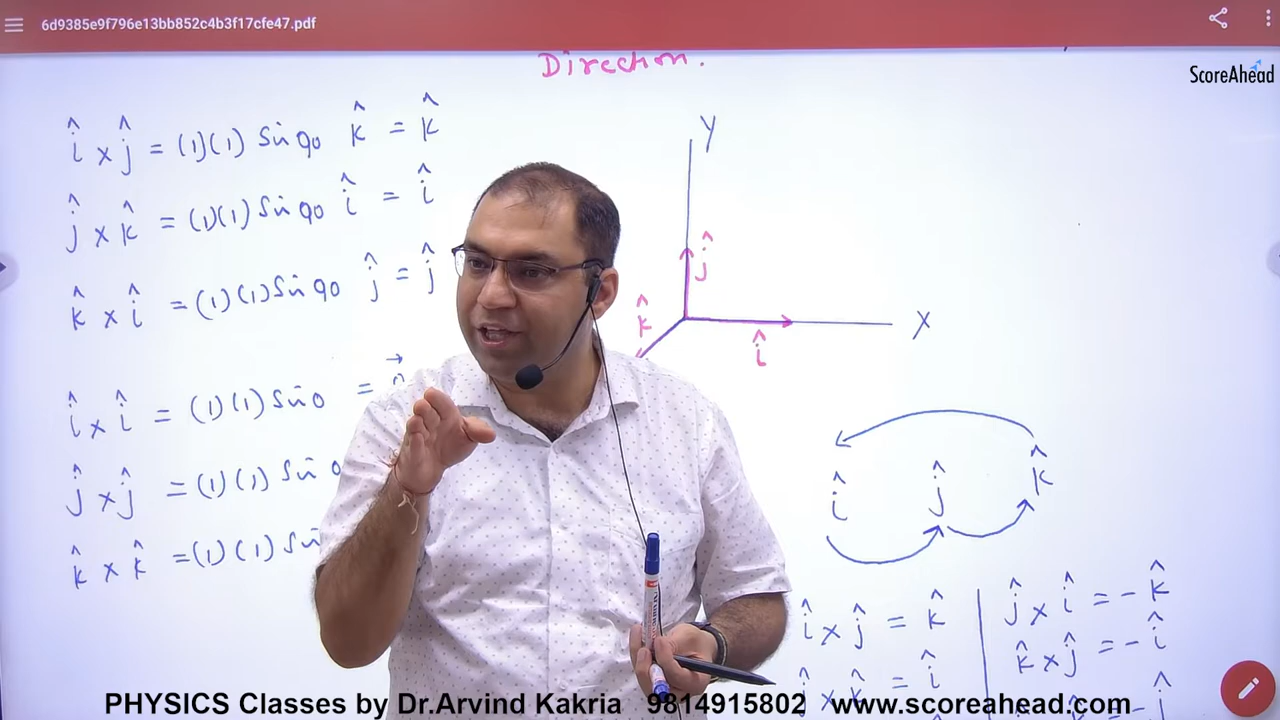 6d9385e9f796e13bb852c4b3f17cfe47.pdf
ScoreAhead
Direction.
î × ĵ = (1)(1) Sin 90 k̂ = k̂
ĵ × k̂ = (1)(1) Sin 90 î = î
k̂ × î = (1)(1) Sin 90 ĵ = ĵ
î × î = (1)(1) Sin 0 =
ĵ × ĵ = (1)(1) Sin 0
k̂ × k̂ = (1)(1) Sin
Y
ĵ
k̂
X
î
î ĵ k̂
î × ĵ = k̂
ĵ × î = - k̂
k̂ × ĵ = - î
× k̂ = î
PHYSICS Classes by Dr.Arvind Kakria 9814915802 www.scoreahead.com